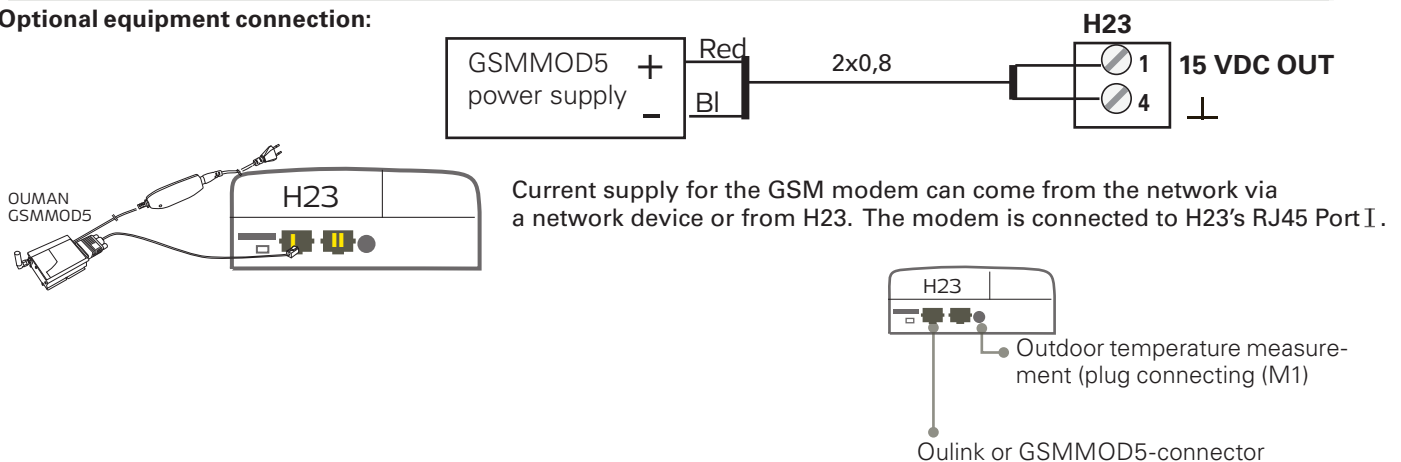 Optional equipment connection:
H23
GSMMOD5 +
power supply -
Red
Bl
2x0,8
1 15 VDC OUT
4
OUMAN
GSMMOD5
H23
I II
Current supply for the GSM modem can come from the network via
a network device or from H23. The modem is connected to H23's RJ45 Port I.
H23
Outdoor temperature measure-
ment (plug connecting (M1)
Oulink or GSMMOD5-connector